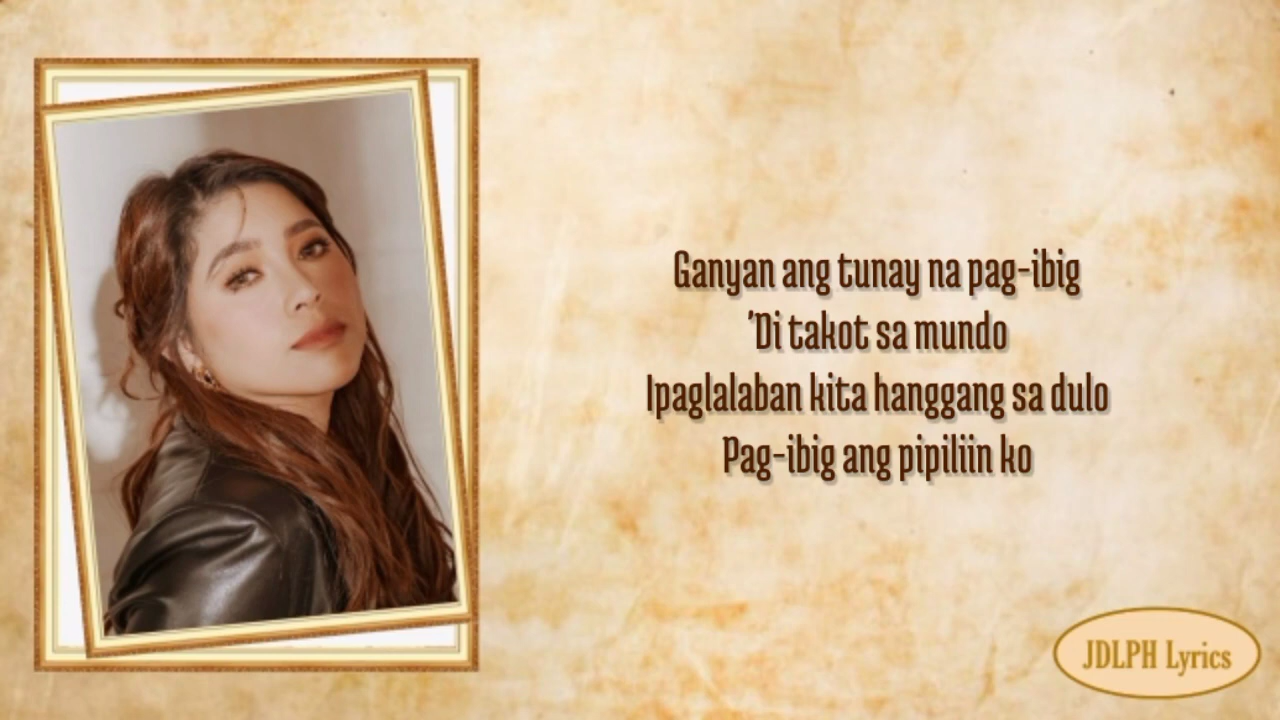 Ganyan ang tunay na pag-ibig
'Di takot sa mundo
Ipaglalaban kita hanggang sa dulo
Pag-ibig ang pipiliin ko
JDLPH Lyrics